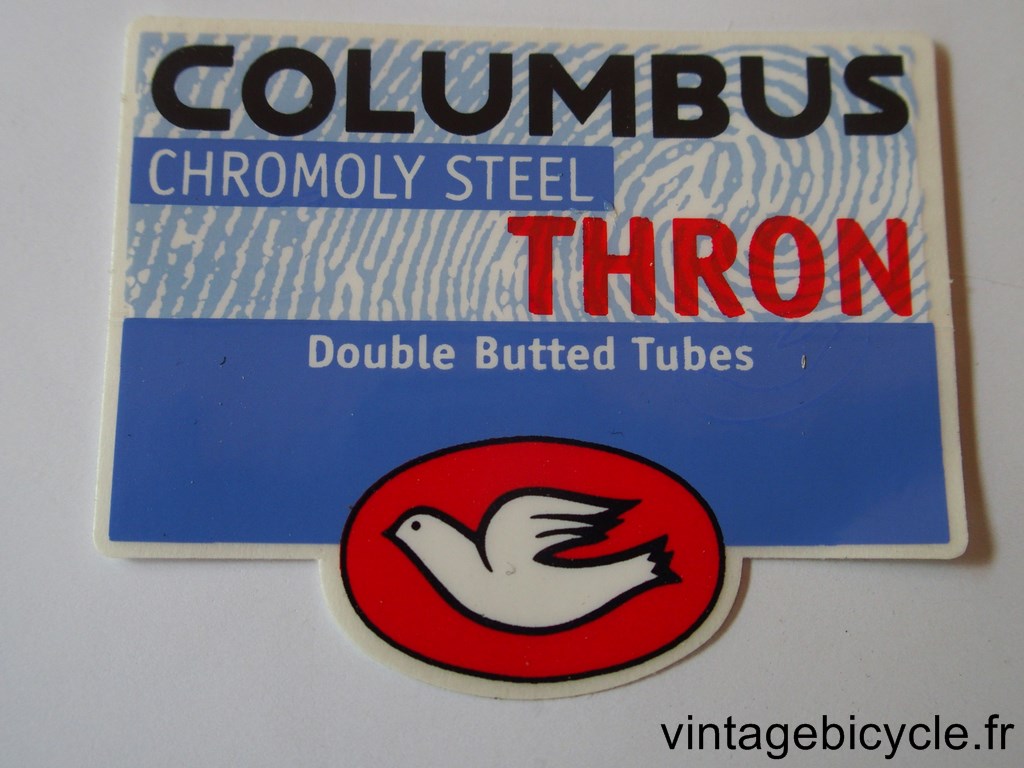 COLUMBUS
CHROMOLY STEEL
THRON
Double Butted Tubes
vintagebicycle.fr